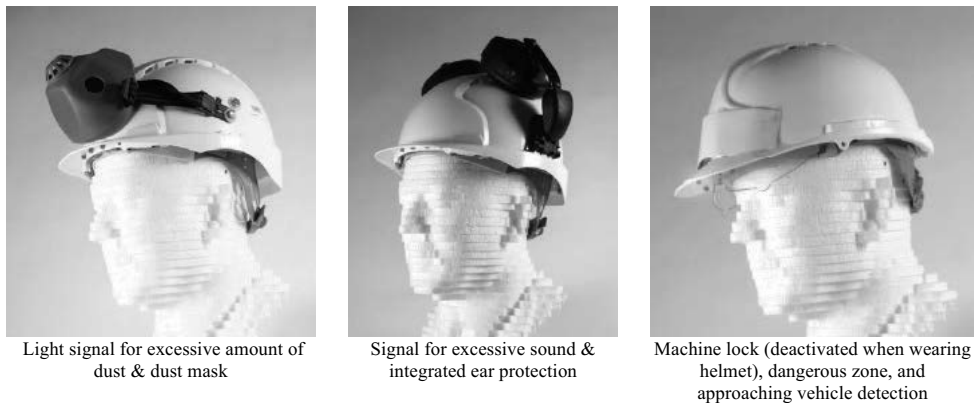 Light signal for excessive amount of
dust & dust mask
Signal for excessive sound &
integrated ear protection
Machine lock (deactivated when wearing
helmet), dangerous zone, and
approaching vehicle detection